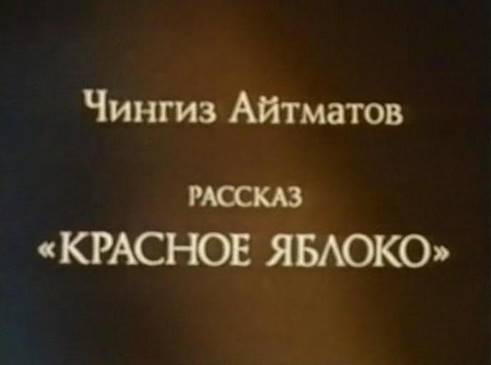 Чингиз Айтматов
РАССКАЗ
«КРАСНОЕ ЯБЛОКО»